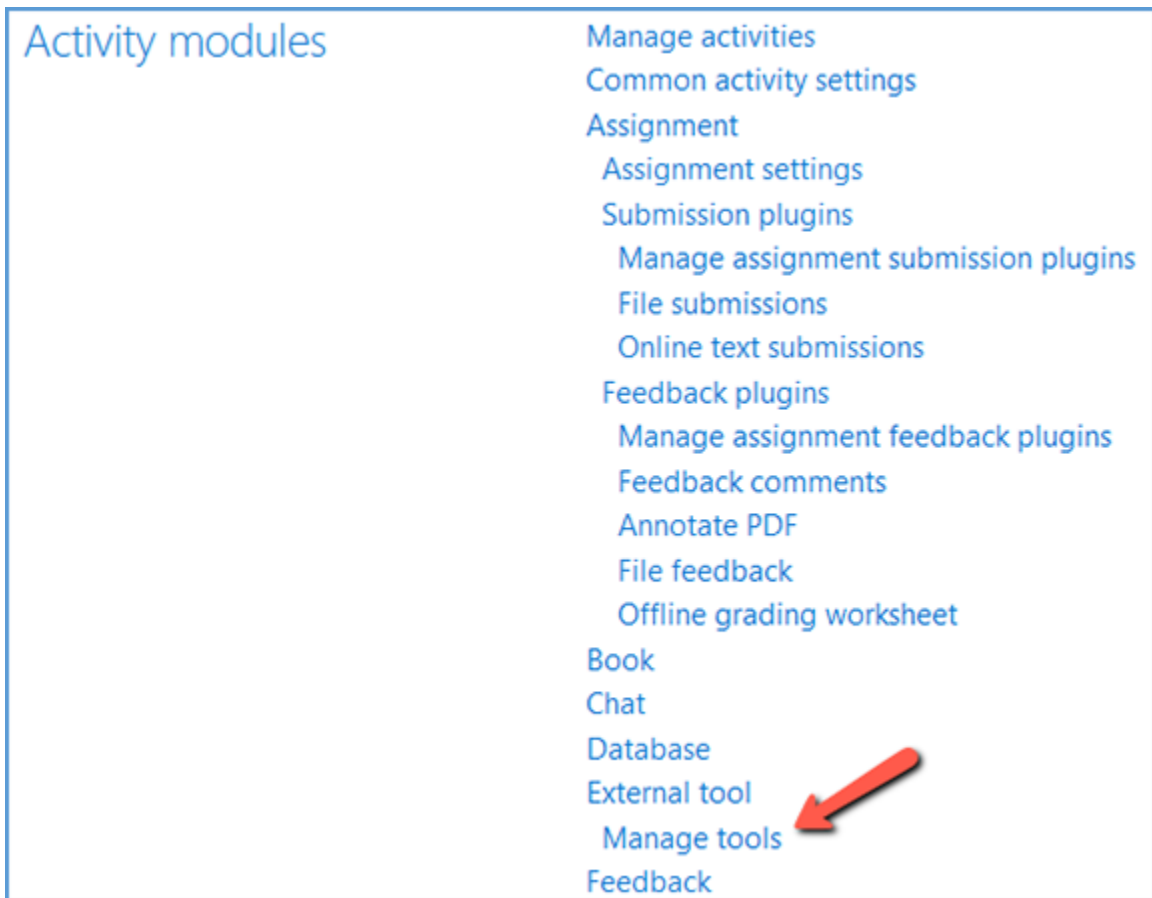 Activity modules
Manage activities
Common activity settings
Assignment
Assignment settings
Submission plugins
Manage assignment submission plugins
File submissions
Online text submissions
Feedback plugins
Manage assignment feedback plugins
Feedback comments
Annotate PDF
File feedback
Offline grading worksheet
Book
Chat
Database
External tool
Manage tools
Feedback